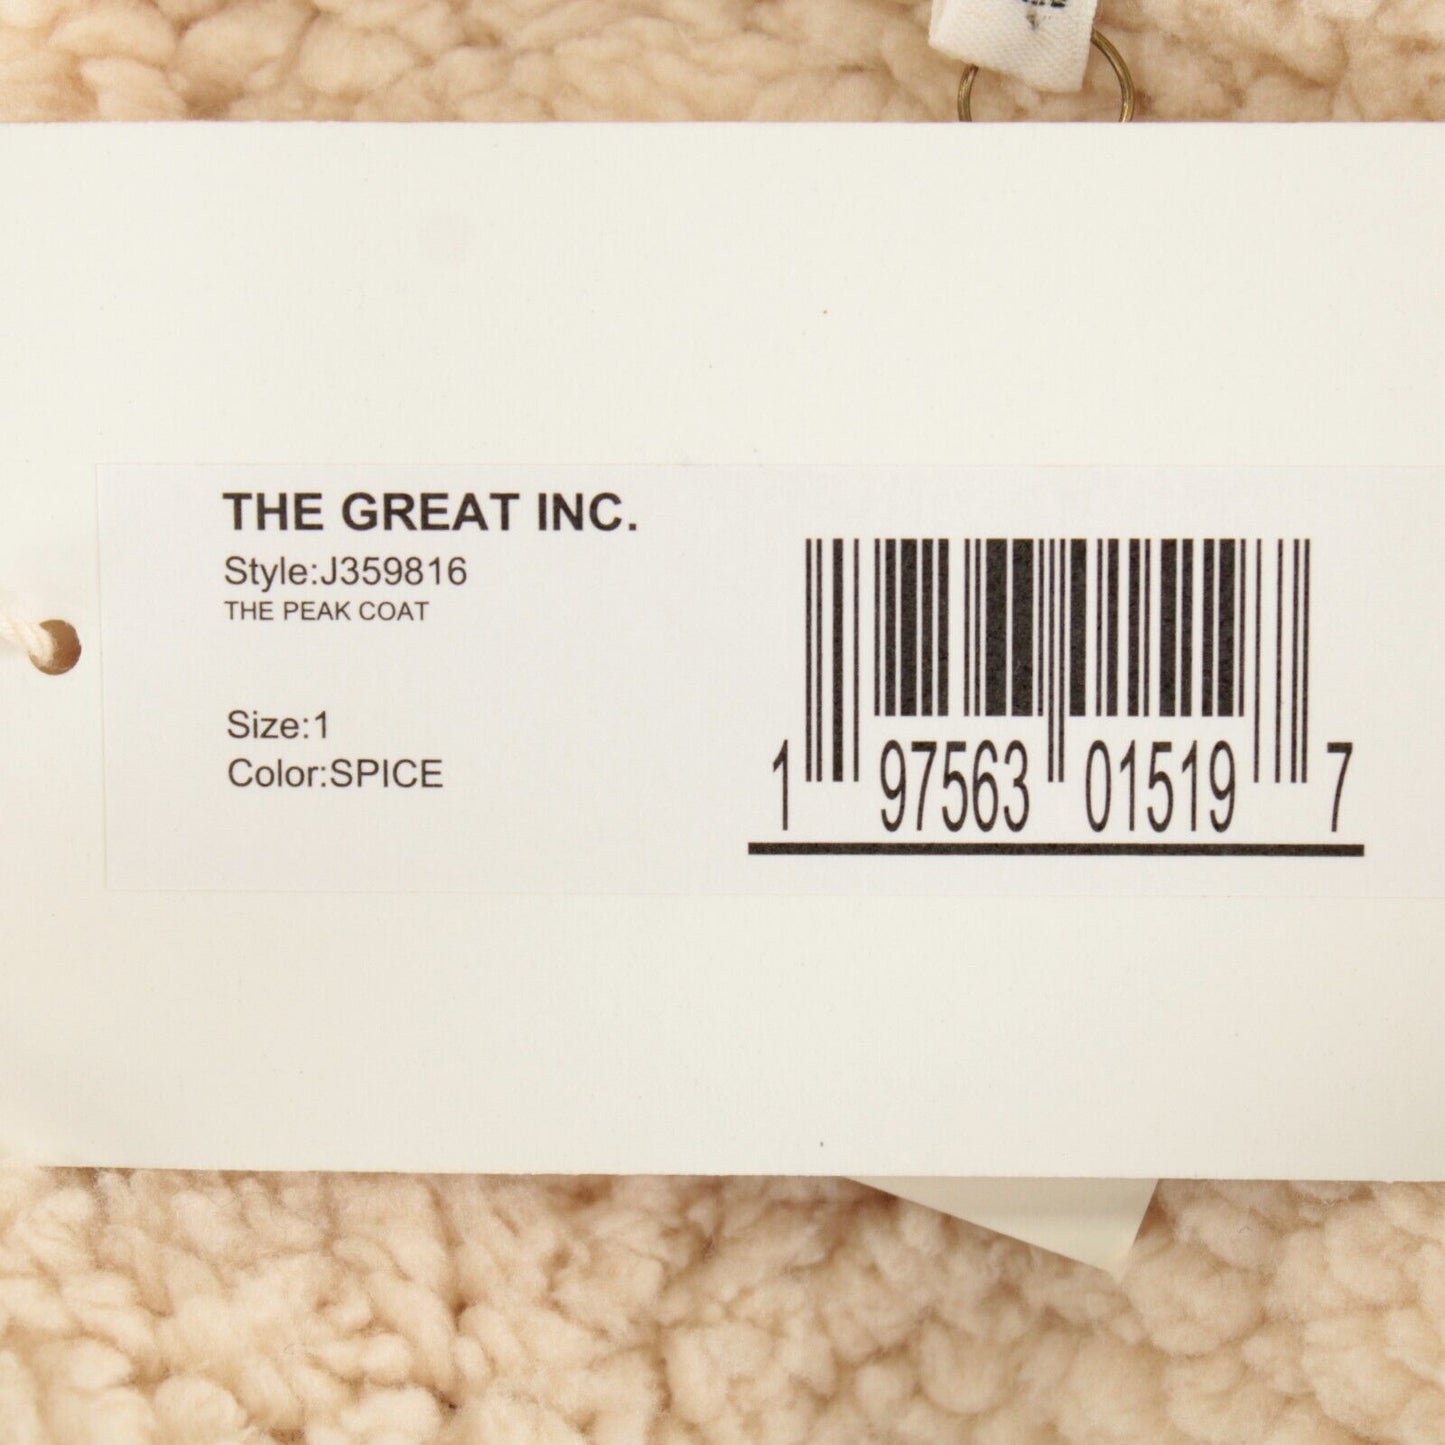 THE GREAT INC.
Style:J359816
THE PEAK COAT
Size:1
Color:SPICE
1 97563 01519 7